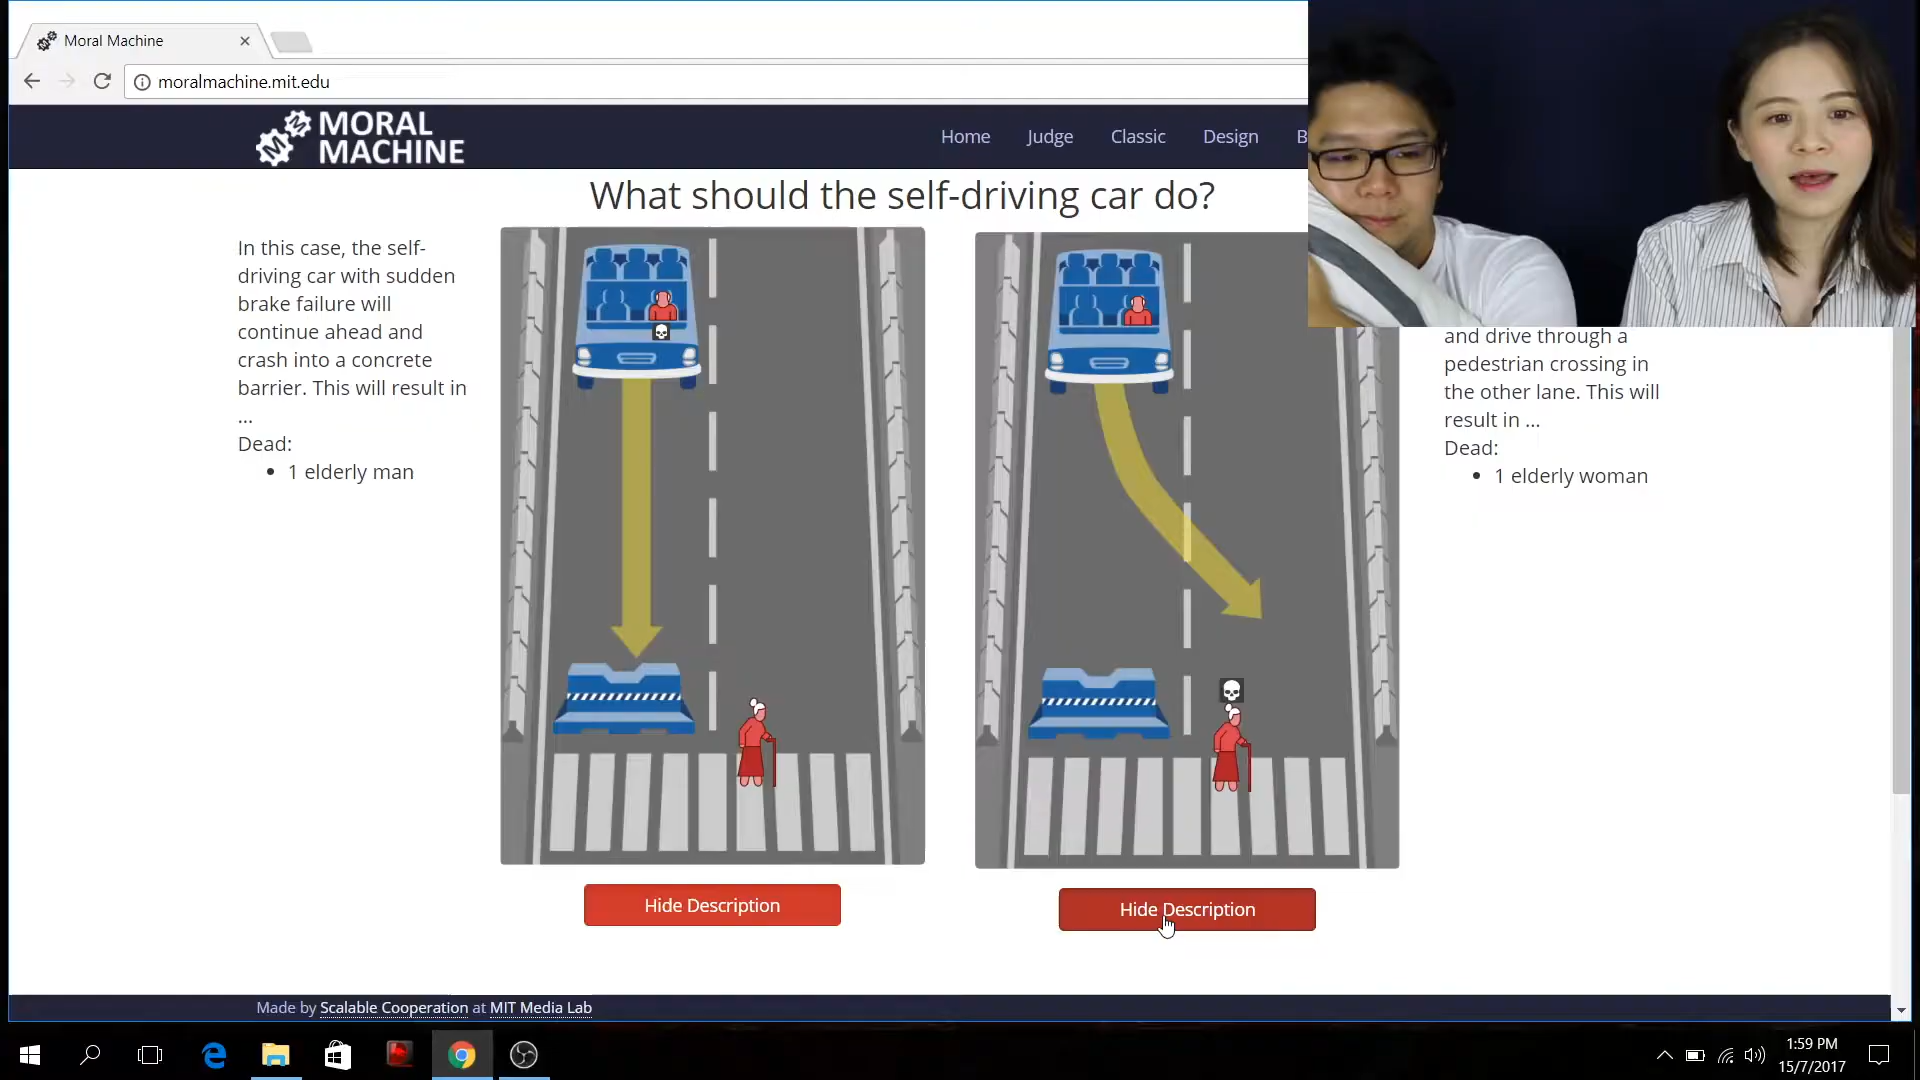 Moral Machine
moralmachine.mit.edu
MORAL
MACHINE
Home
Judge
Classic
Design
B
What should the self-driving car do?
In this case, the self-
driving car with sudden
brake failure will
continue ahead and
crash into a concrete
barrier. This will result in
...
Dead:
• 1 elderly man
and drive through a
pedestrian crossing in
the other lane. This will
result in ...
Dead:
• 1 elderly woman
Hide Description
Hide Description
Made by Scalable Cooperation at MIT Media Lab
1:59 PM
15/7/2017